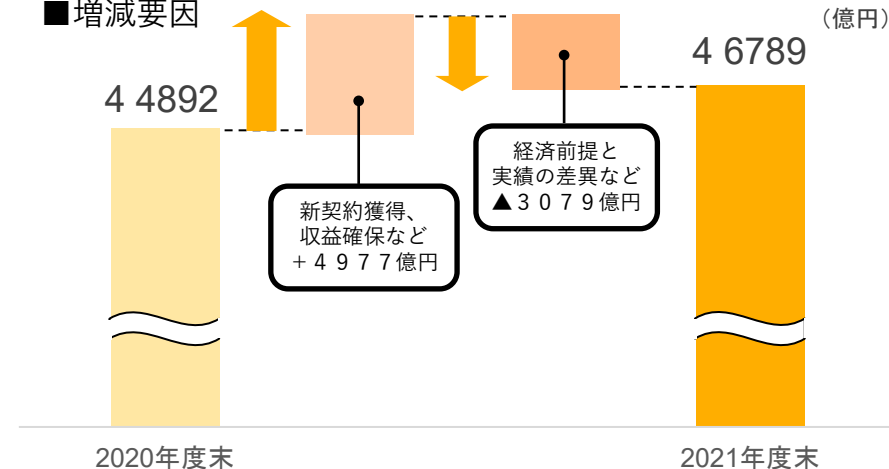 ■増減要因
（億円）
4 4892
4 6789
経済前提と
実績の差異など
▲３０７９億円
新契約獲得、
収益確保など
＋４９７７億円
2020年度末
2021年度末